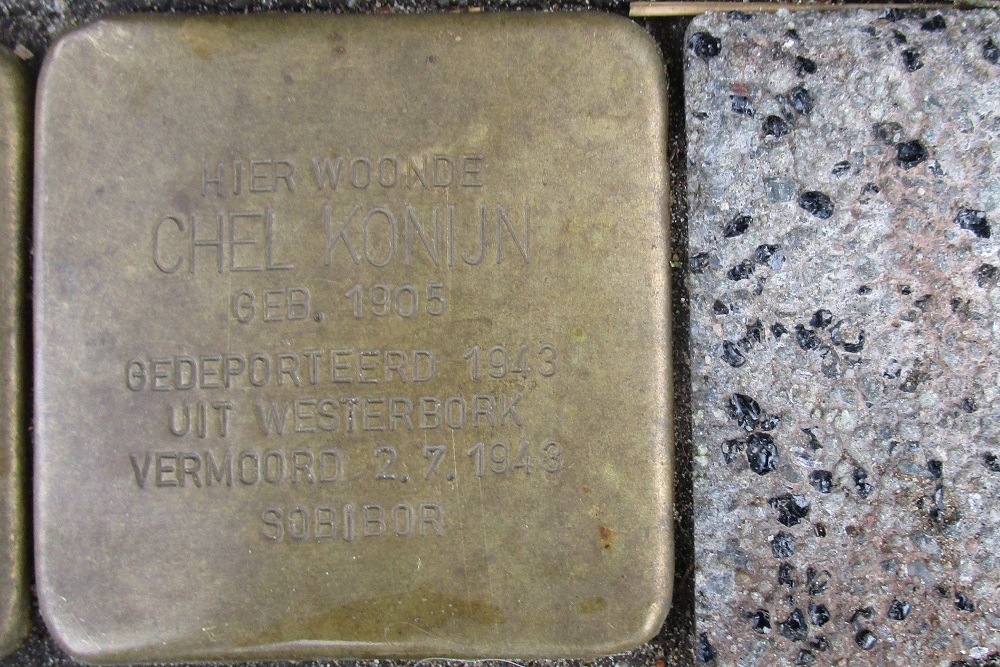 HIER WOONDE
CHEL KONIJN
GEB. 1905
GEDEPORTEERD 1943
UIT WESTERBORK
VERMOORD 2.7.1943
SOBIBOR